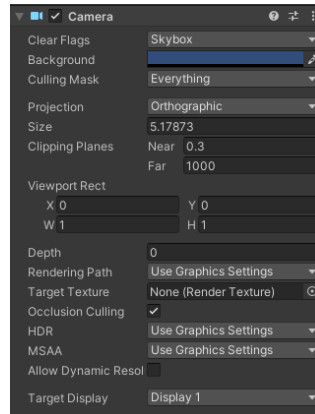 Camera
Clear Flags Skybox
Background
Culling Mask Everything
Projection Orthographic
Size 5.17873
Clipping Planes Near 0.3
Far 1000
Viewport Rect
X 0 Y 0
W 1 H 1
Depth 0
Rendering Path Use Graphics Settings
Target Texture None (Render Texture)
Occlusion Culling
HDR Use Graphics Settings
MSAA Use Graphics Settings
Allow Dynamic Resol
Target Display Display 1